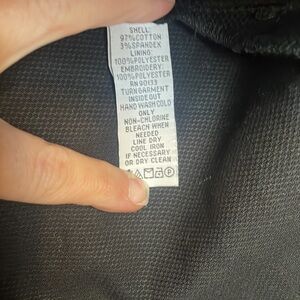 SHELL:
97%COTTON
3%SPANDEX
LINING:
100%POLYESTER
EMBROIDERY:
100%POLYESTER
RN 90133
TURN GARMENT
INSIDE OUT
HAND WASH COLD
ONLY
NON-CHLORINE
BLEACH WHEN
NEEDED
LINE DRY
COOL IRON
IF NECESSARY
OR DRY CLEAN